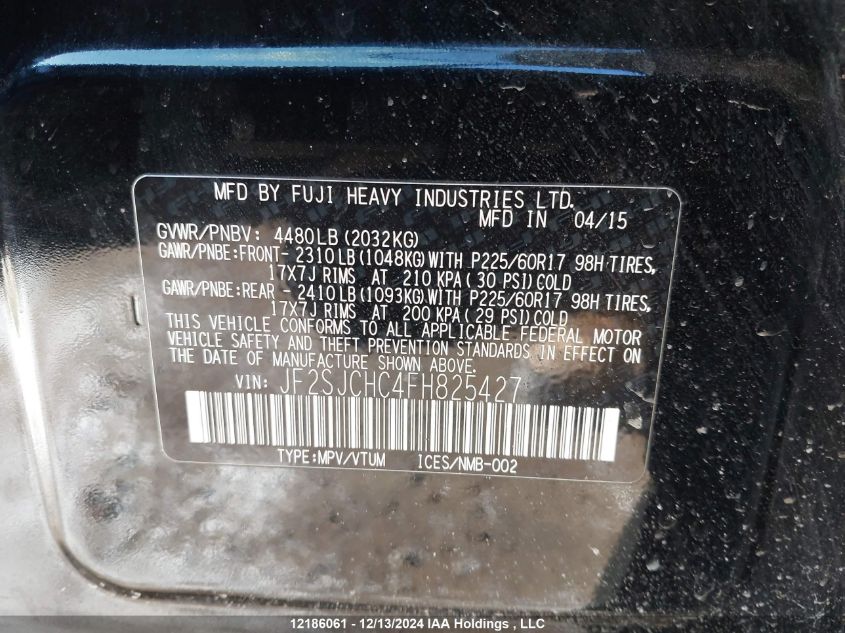 MFD BY FUJI HEAVY INDUSTRIES LTD.
MFD IN 04/15
GVWR/PNBV: 4480LB (2032KG)
GAWR/PNBE:FRONT- 2310LB (1048KG) WITH P225/60R17 98H TIRES,
17X7J RIMS AT 210 KPA ( 30 PSI) COLD
GAWR/PNBE:REAR - 2410LB (1093KG) WITH P225/60R17 98H TIRES,
17X7J RIMS AT 200 KPA ( 29 PSI) COLD
THIS VEHICLE CONFORMS TO ALL APPLICABLE FEDERAL MOTOR
VEHICLE SAFETY AND THEFT PREVENTION STANDARDS IN EFFECT ON
THE DATE OF MANUFACTURE SHOWN ABOVE.
VIN: JF2SJCHC4FH825427
TYPE:MPV/VTUM ICES/NMB-002
12186061 - 12/13/2024 IAA Holdings , LLC